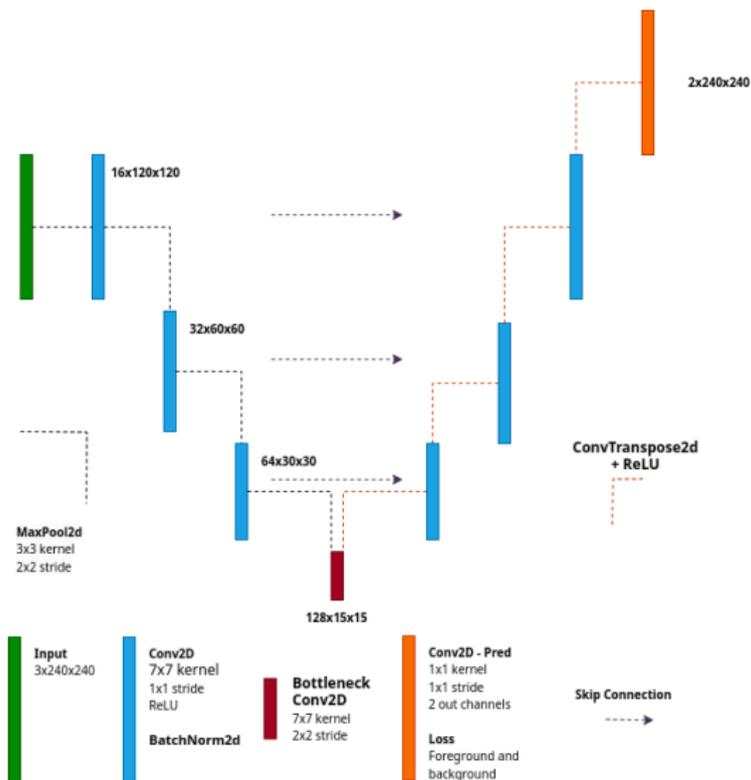 2x240x240
16x120x120
32x60x60
64x30x30
ConvTranspose2d
+ ReLU
MaxPool2d
3x3 kernel
2x2 stride
128x15x15
Input
3x240x240
Conv2D
7x7 kernel
1x1 stride
ReLU
BatchNorm2d
Bottleneck
Conv2D
7x7 kernel
2x2 stride
Conv2D - Pred
1x1 kernel
1x1 stride
2 out channels
Loss
Foreground and
background
Skip Connection